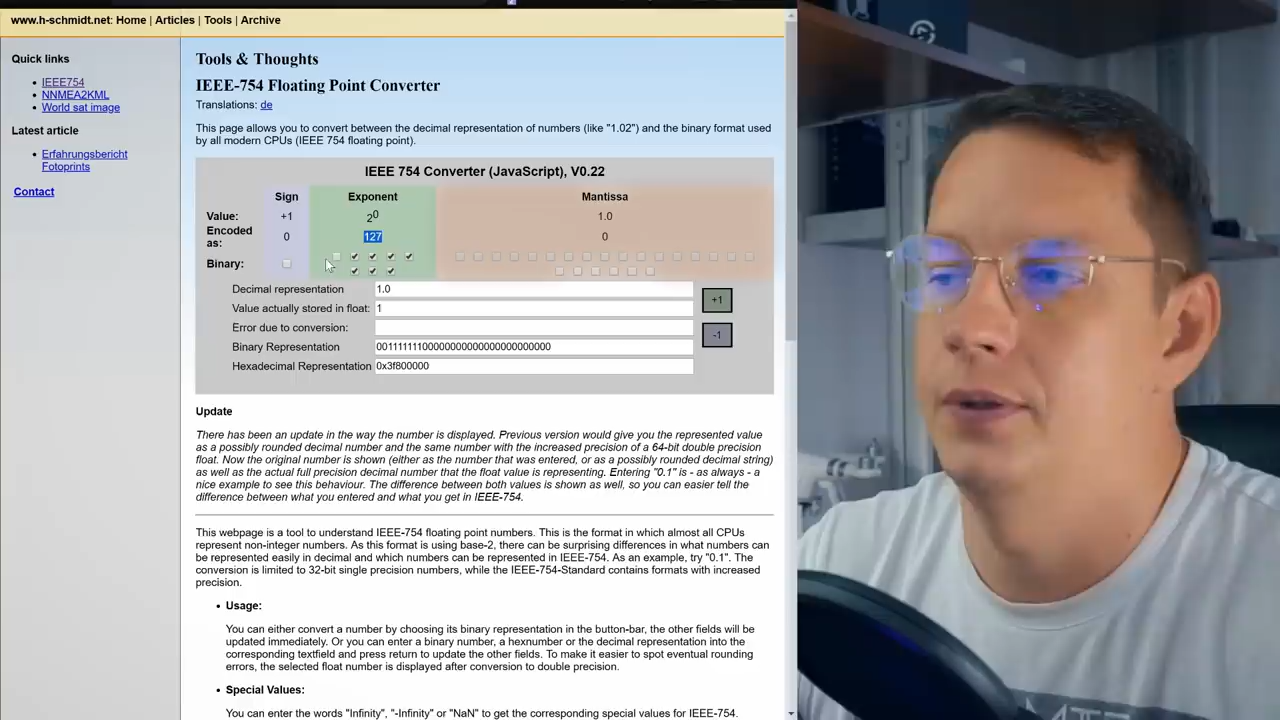 www.h-schmidt.net: Home | Articles | Tools | Archive
Quick links
IEEE754
NNMEA2KML
World sat image
Latest article
Erfahrungsbericht
Fotoprints
Contact
Tools & Thoughts
IEEE-754 Floating Point Converter
Translations: de
This page allows you to convert between the decimal representation of numbers (like "1.02") and the binary format used
by all modern CPUs (IEEE 754 floating point).
IEEE 754 Converter (JavaScript), V0.22
Sign Exponent Mantissa
Value: +1 2^0 1.0
Encoded
as: 0 127 0
Binary:
Decimal representation 1.0
Value actually stored in float: 1
Error due to conversion:
Binary Representation 00111111100000000000000000000000
Hexadecimal Representation 0x3f800000
+1
-1
Update
There has been an update in the way the number is displayed. Previous version would give you the represented value
as a possibly rounded decimal number and the same number with the increased precision of a 64-bit double precision
float. Now the original number is shown (either as the number that was entered, or as a possibly rounded decimal string)
as well as the actual full precision decimal number that the float value is representing. Entering "0.1" is - as always - a
nice example to see this behaviour. The difference between both values is shown as well, so you can easier tell the
difference between what you entered and what you get in IEEE-754.
This webpage is a tool to understand IEEE-754 floating point numbers. This is the format in which almost all CPUs
represent non-integer numbers. As this format is using base-2, there can be surprising differences in what numbers can
be represented easily in decimal and which numbers can be represented in IEEE-754. As an example, try "0.1". The
conversion is limited to 32-bit single precision numbers, while the IEEE-754-Standard contains formats with increased
precision.
Usage:
You can either convert a number by choosing its binary representation in the button-bar, the other fields will be
updated immediately. Or you can enter a binary number, a hexnumber or the decimal representation into the
corresponding textfield and press return to update the other fields. To make it easier to spot eventual rounding
errors, the selected float number is displayed after conversion to double precision.
Special Values:
You can enter the words "Infinity", "-Infinity" or "NaN" to get the corresponding special values for IEEE-754.